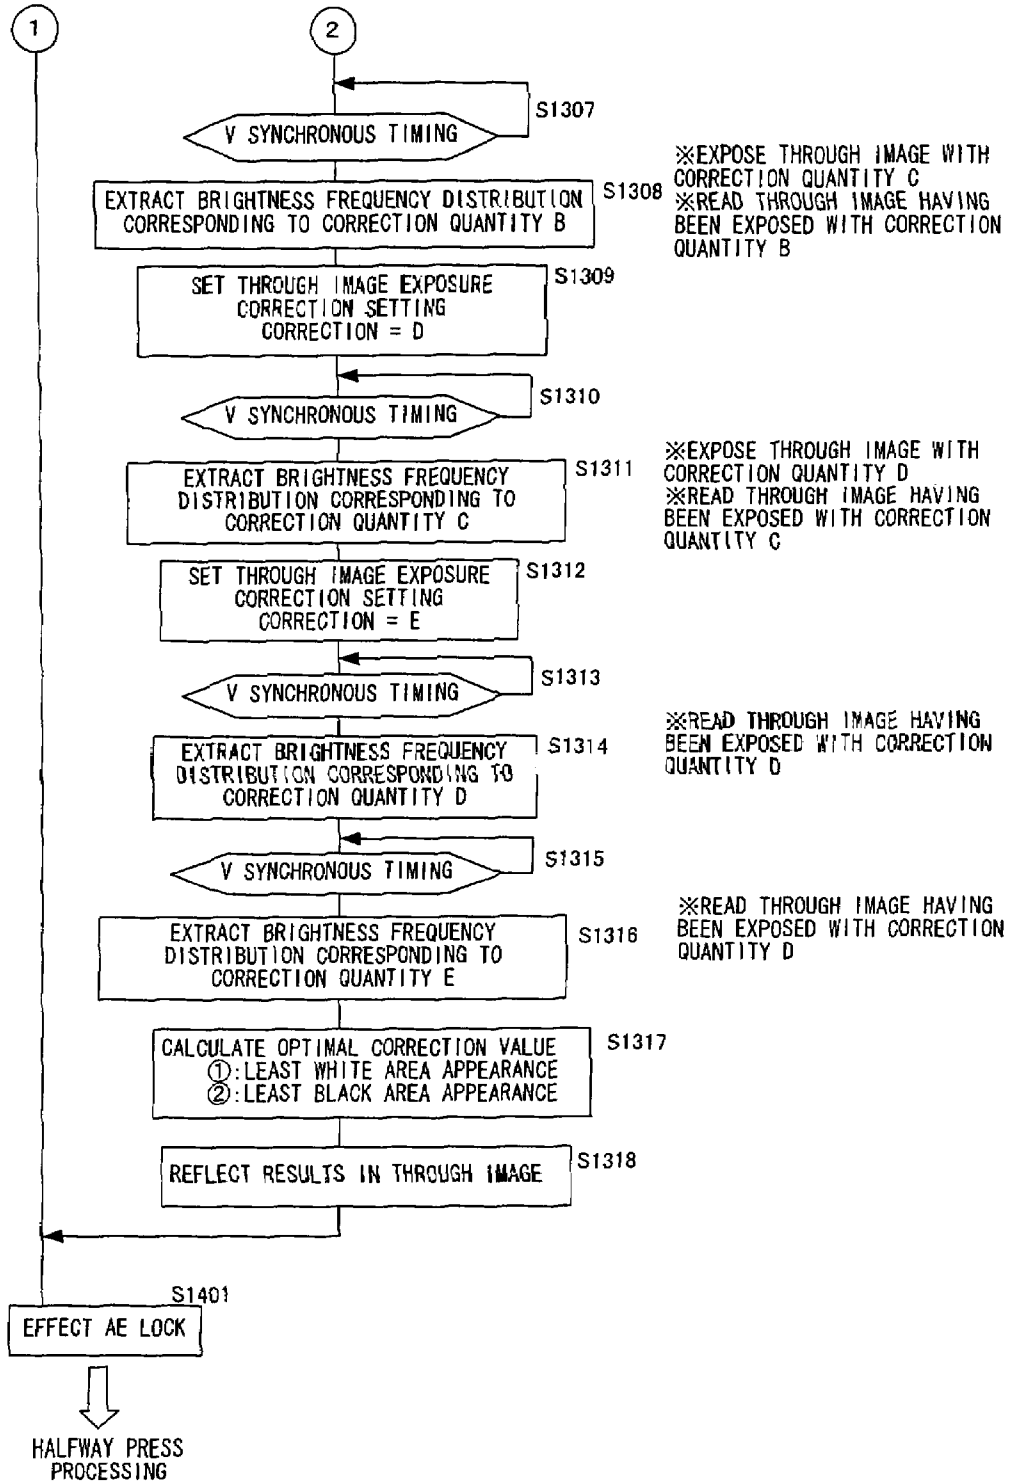 1
2
S1307
V SYNCHRONOUS TIMING
※EXPOSE THROUGH IMAGE WITH
CORRECTION QUANTITY C
※READ THROUGH IMAGE HAVING
BEEN EXPOSED WITH CORRECTION
QUANTITY B
EXTRACT BRIGHTNESS FREQUENCY DISTRIBUTION
CORRESPONDING TO CORRECTION QUANTITY B
S1308
SET THROUGH IMAGE EXPOSURE
CORRECTION SETTING
CORRECTION = D
S1309
S1310
V SYNCHRONOUS TIMING
※EXPOSE THROUGH IMAGE WITH
CORRECTION QUANTITY D
※READ THROUGH IMAGE HAVING
BEEN EXPOSED WITH CORRECTION
QUANTITY C
EXTRACT BRIGHTNESS FREQUENCY
DISTRIBUTION CORRESPONDING TO
CORRECTION QUANTITY C
S1311
SET THROUGH IMAGE EXPOSURE
CORRECTION SETTING
CORRECTION = E
S1312
S1313
V SYNCHRONOUS TIMING
※READ THROUGH IMAGE HAVING
BEEN EXPOSED WITH CORRECTION
QUANTITY D
EXTRACT BRIGHTNESS FREQUENCY
DISTRIBUTION CORRESPONDING TO
CORRECTION QUANTITY D
S1314
S1315
V SYNCHRONOUS TIMING
※READ THROUGH IMAGE HAVING
BEEN EXPOSED WITH CORRECTION
QUANTITY D
EXTRACT BRIGHTNESS FREQUENCY
DISTRIBUTION CORRESPONDING TO
CORRECTION QUANTITY E
S1316
CALCULATE OPTIMAL CORRECTION VALUE
①:LEAST WHITE AREA APPEARANCE
②:LEAST BLACK AREA APPEARANCE
S1317
REFLECT RESULTS IN THROUGH IMAGE
S1318
S1401
EFFECT AE LOCK
HALFWAY PRESS
PROCESSING